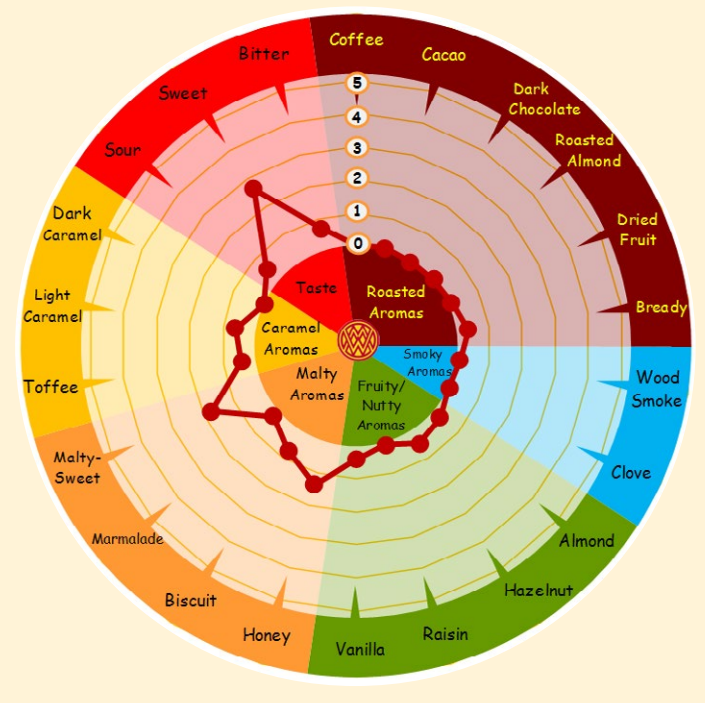 Coffee
Cacao
Dark
Chocolate
Roasted
Almond
Dried
Fruit
Bready
Wood
Smoke
Clove
Almond
Hazelnut
Raisin
Vanilla
Honey
Biscuit
Marmalade
Malty-
Sweet
Toffee
Light
Caramel
Dark
Caramel
Sour
Sweet
Bitter
5
4
3
2
1
0
Taste
Roasted
Aromas
Caramel
Aromas
Smoky
Aromas
Malty
Aromas
Fruity/
Nutty
Aromas